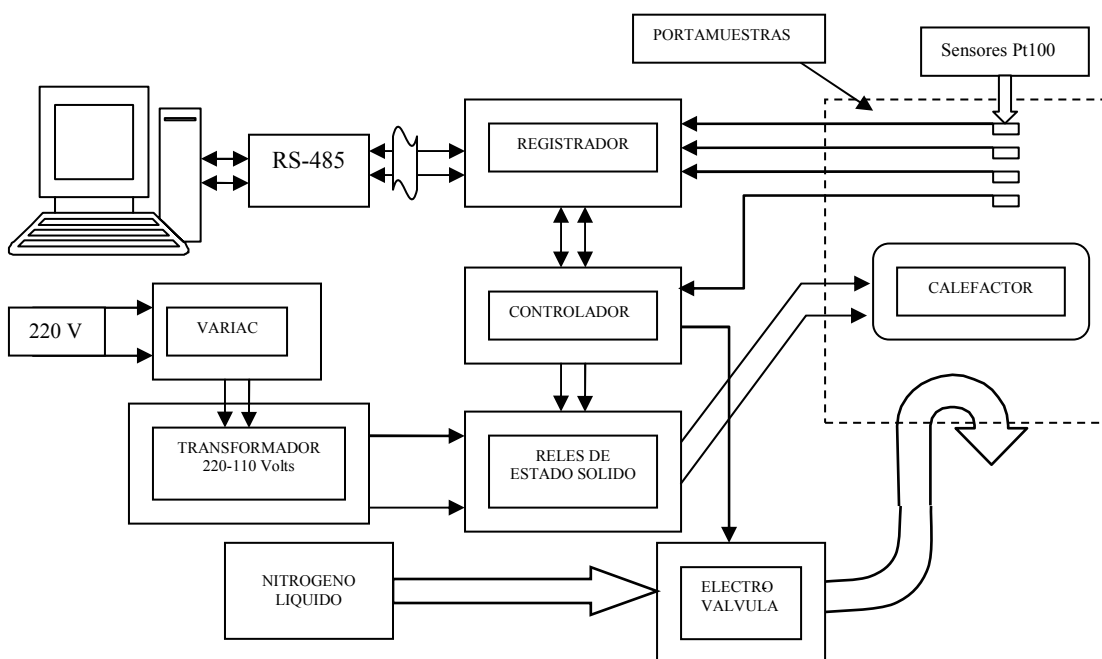 PORTAMUESTRAS
Sensores Pt100
RS-485
REGISTRADOR
CALEFACTOR
220 V
VARIAC
CONTROLADOR
TRANSFORMADOR
220-110 Volts
RELES DE
ESTADO SOLIDO
NITROGENO
LIQUIDO
ELECTRO
VALVULA